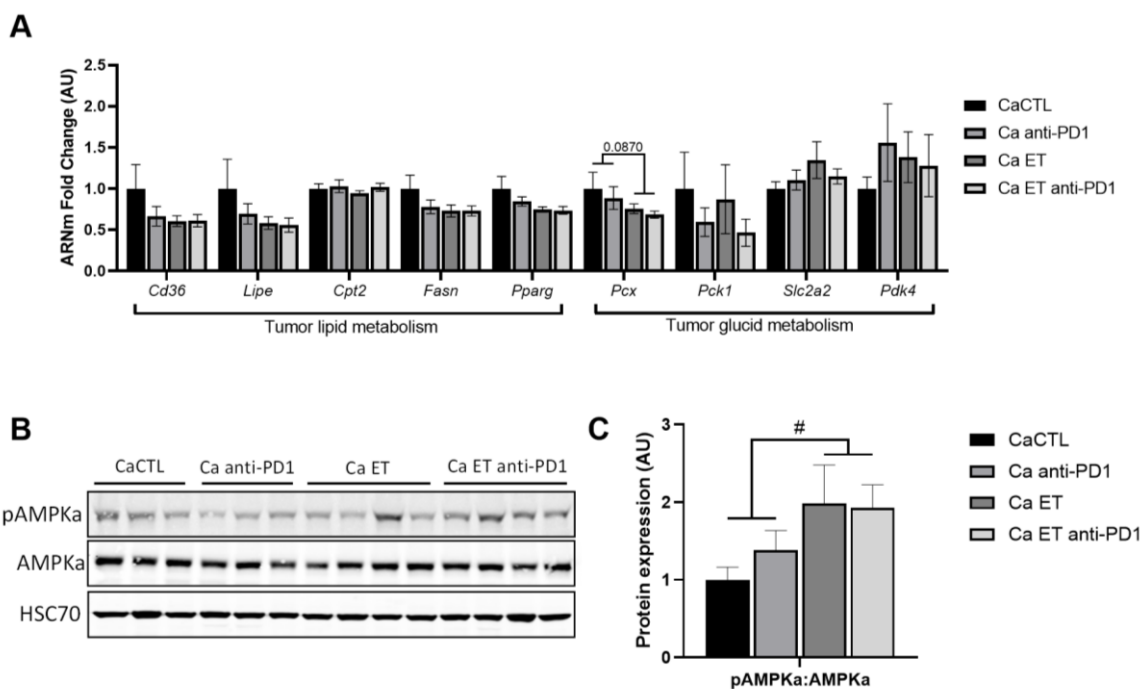 A
ARNm Fold Change (AU)
2.5
2.0
1.5
1.0
0.5
0.0
0.0870
Cd36 Lipe Cpt2 Fasn Pparg Pcx Pck1 Slc2a2 Pdk4
Tumor lipid metabolism Tumor glucid metabolism
CaCTL
Ca anti-PD1
Ca ET
Ca ET anti-PD1
B
CaCTL Ca anti-PD1 Ca ET Ca ET anti-PD1
pAMPKa
AMPKa
HSC70
C
Protein expression (AU)
3
2
1
0
#
pAMPKa:AMPKa
CaCTL
Ca anti-PD1
Ca ET
Ca ET anti-PD1